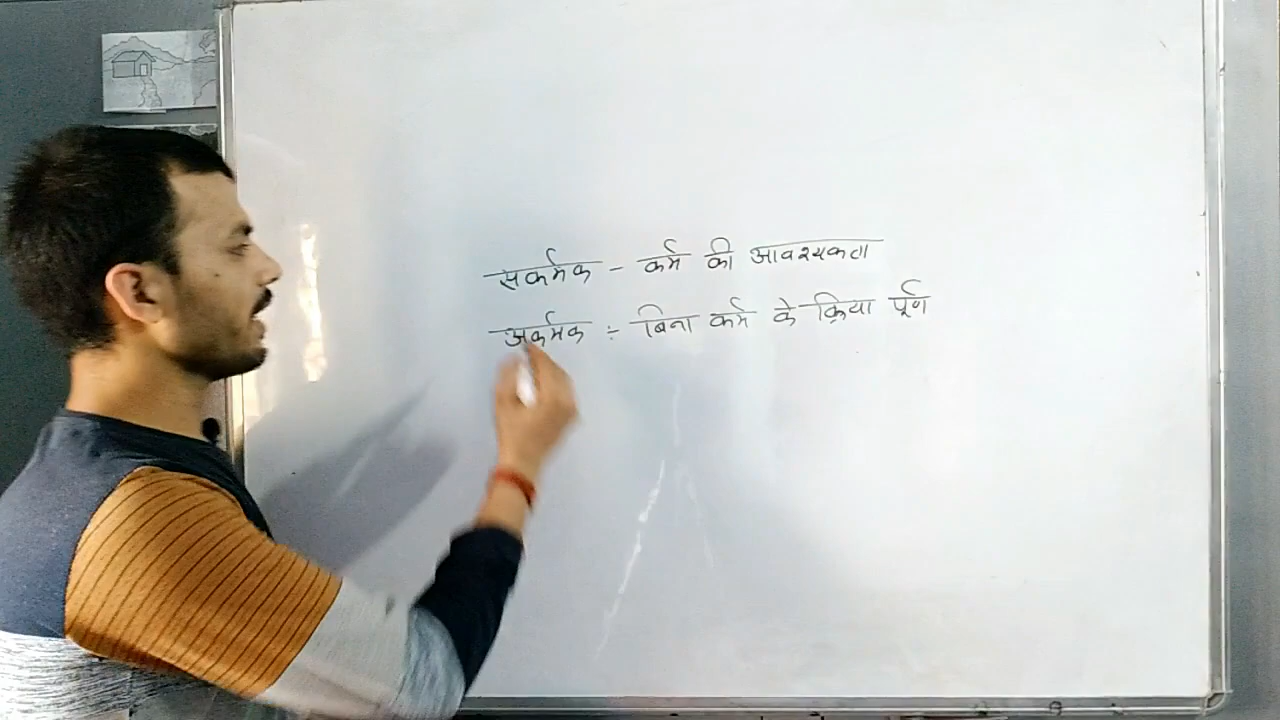 सकर्मक - कर्म की आवश्यकता
अकर्मक ÷ बिना कर्म के क्रिया पूर्ण